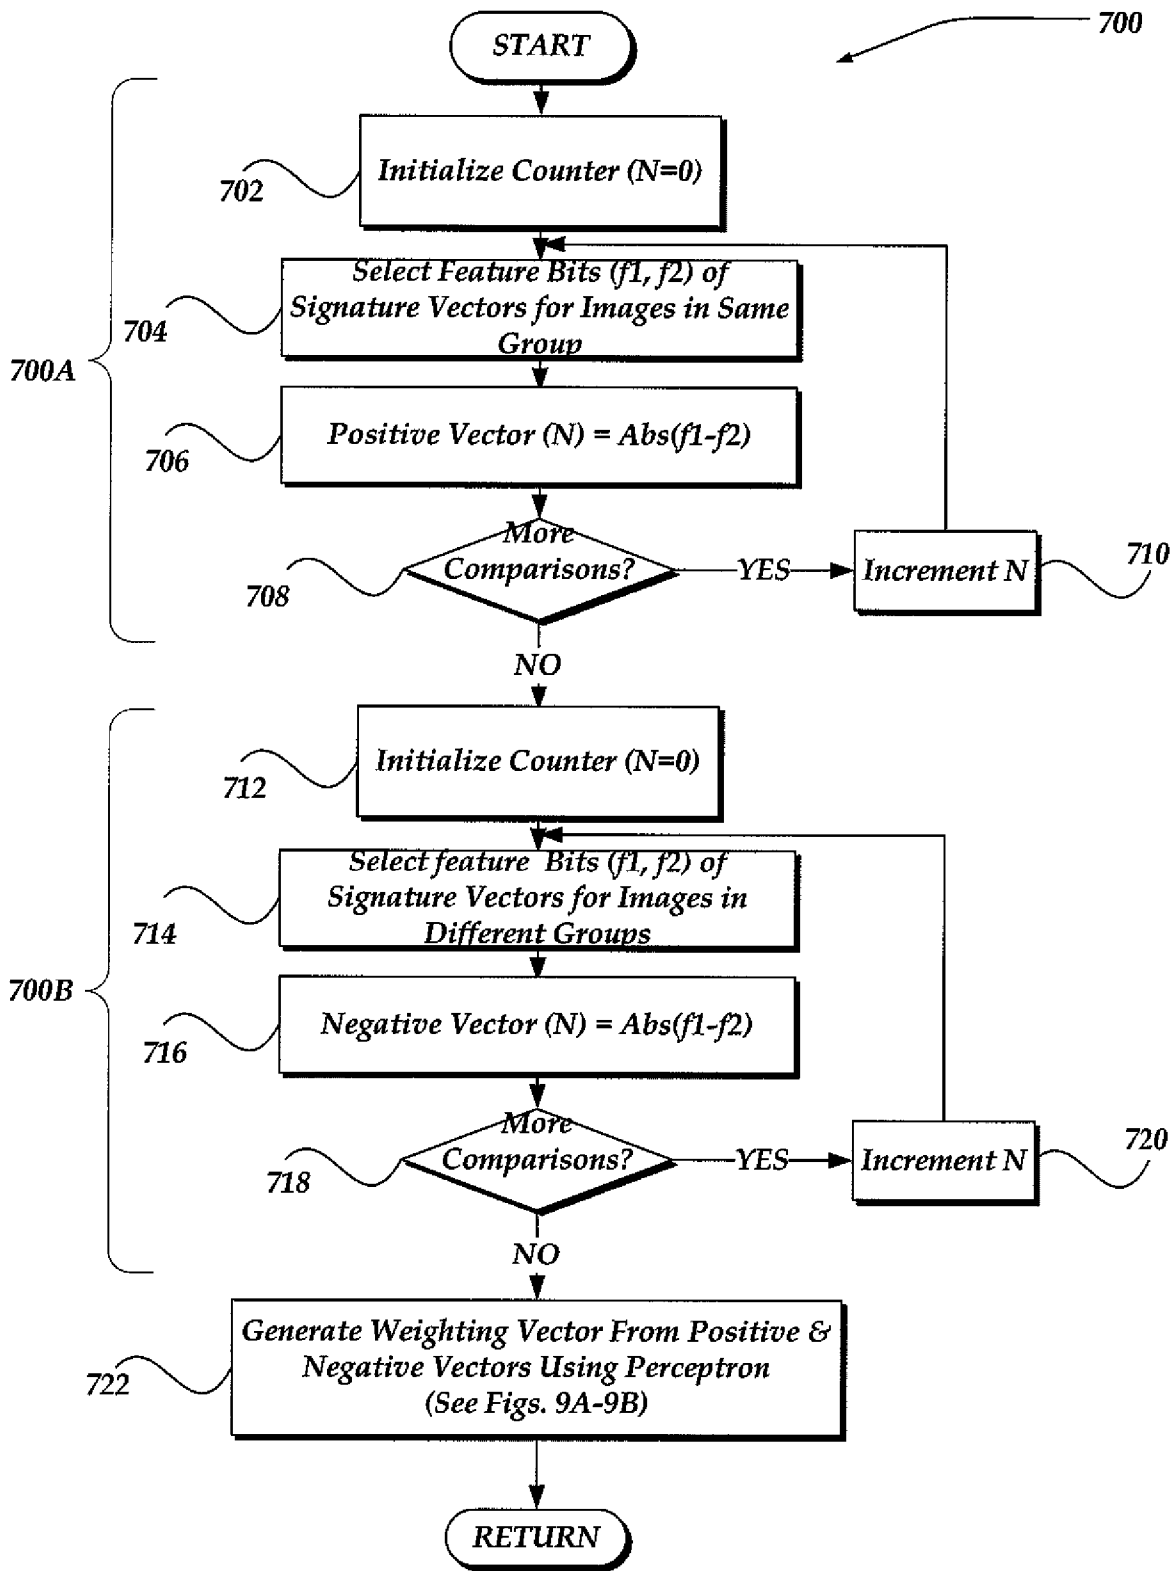 START
700
Initialize Counter (N=0)
702
Select Feature Bits (f1, f2) of
Signature Vectors for Images in Same
Group
704
700A
Positive Vector (N) = Abs(f1-f2)
706
More
Comparisons?
708
YES
Increment N
710
NO
Initialize Counter (N=0)
712
Select feature Bits (f1, f2) of
Signature Vectors for Images in
Different Groups
714
700B
Negative Vector (N) = Abs(f1-f2)
716
More
Comparisons?
718
YES
Increment N
720
NO
Generate Weighting Vector From Positive &
Negative Vectors Using Perceptron
(See Figs. 9A-9B)
722
RETURN